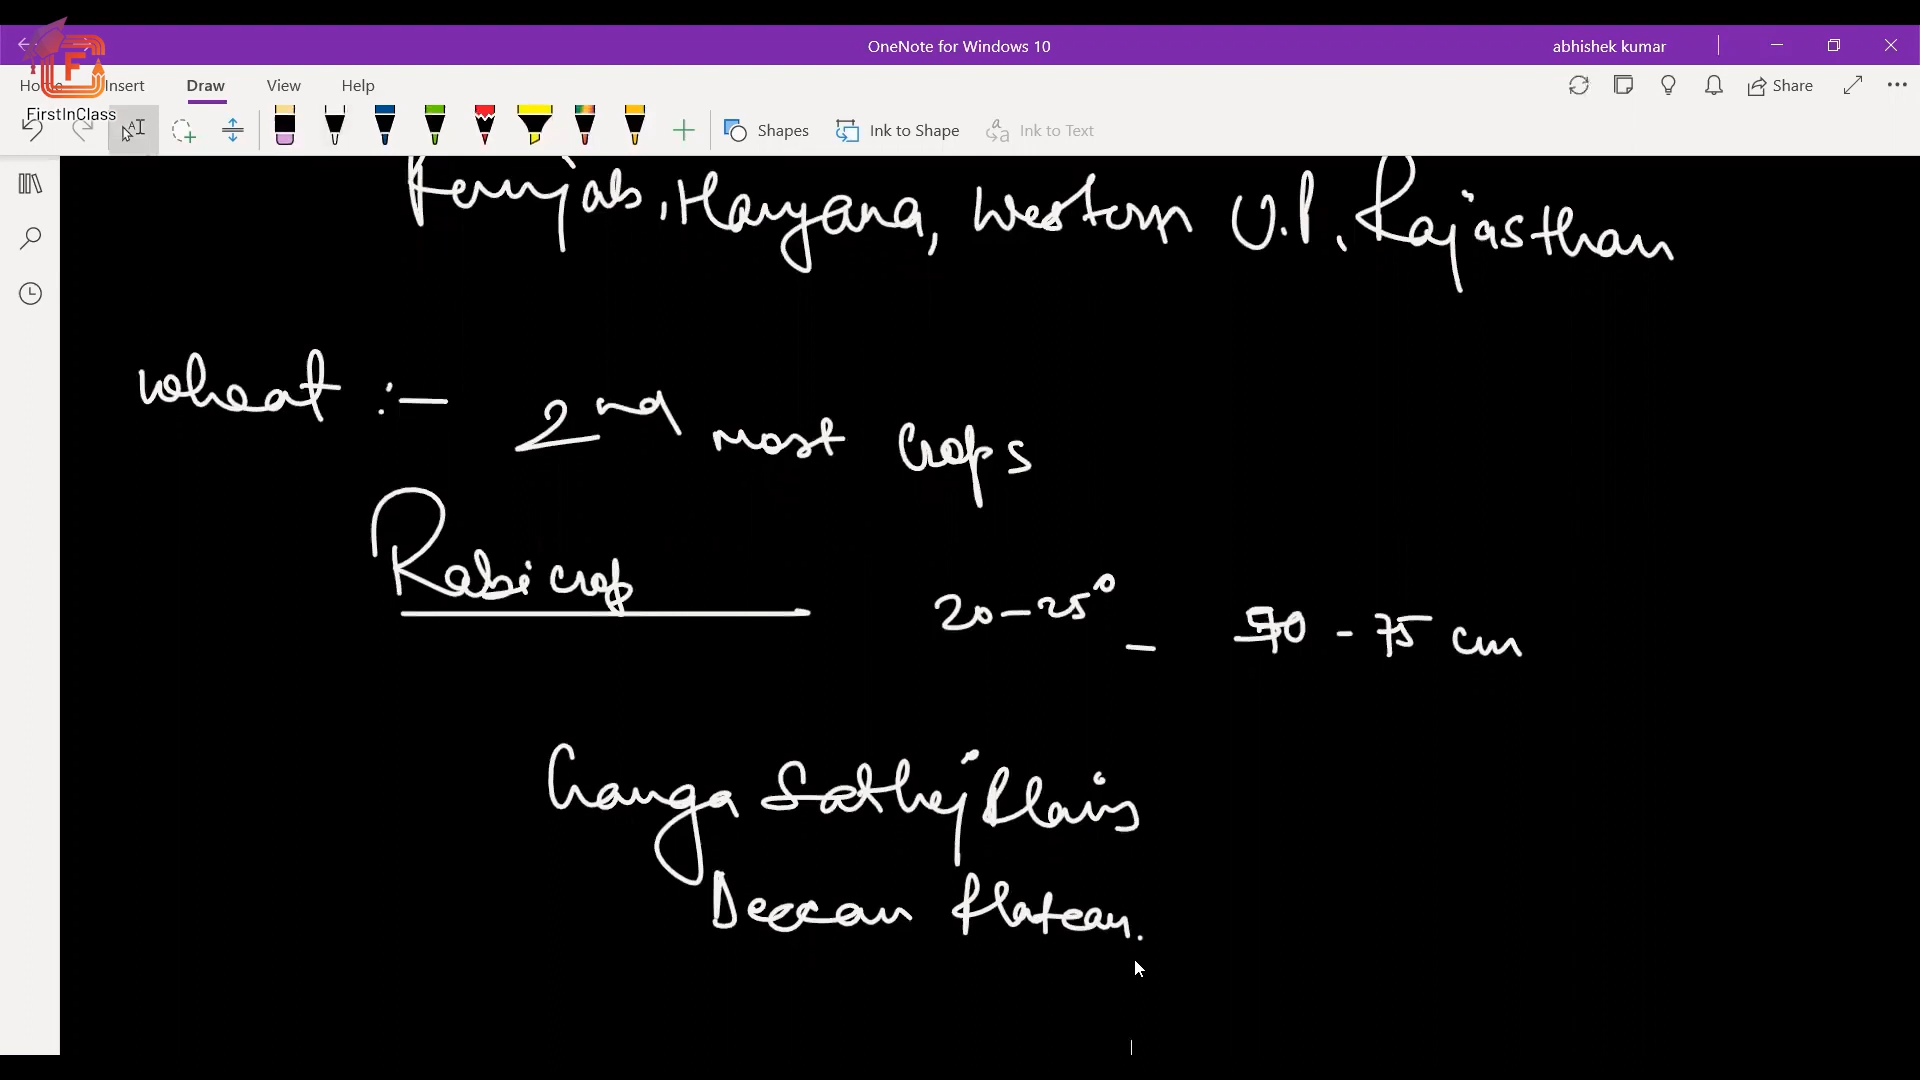 OneNote for Windows 10
abhishek kumar
Home Insert Draw View Help
Share
FirstInClass
Shapes Ink to Shape Ink to Text
Punjab, Haryana, Western U.P, Rajasthan
Wheat :- 2nd most Crops
Rabi crop 20-25° - 50 - 75 cm
Ganga Sathej Plains
Deccan Plateau.